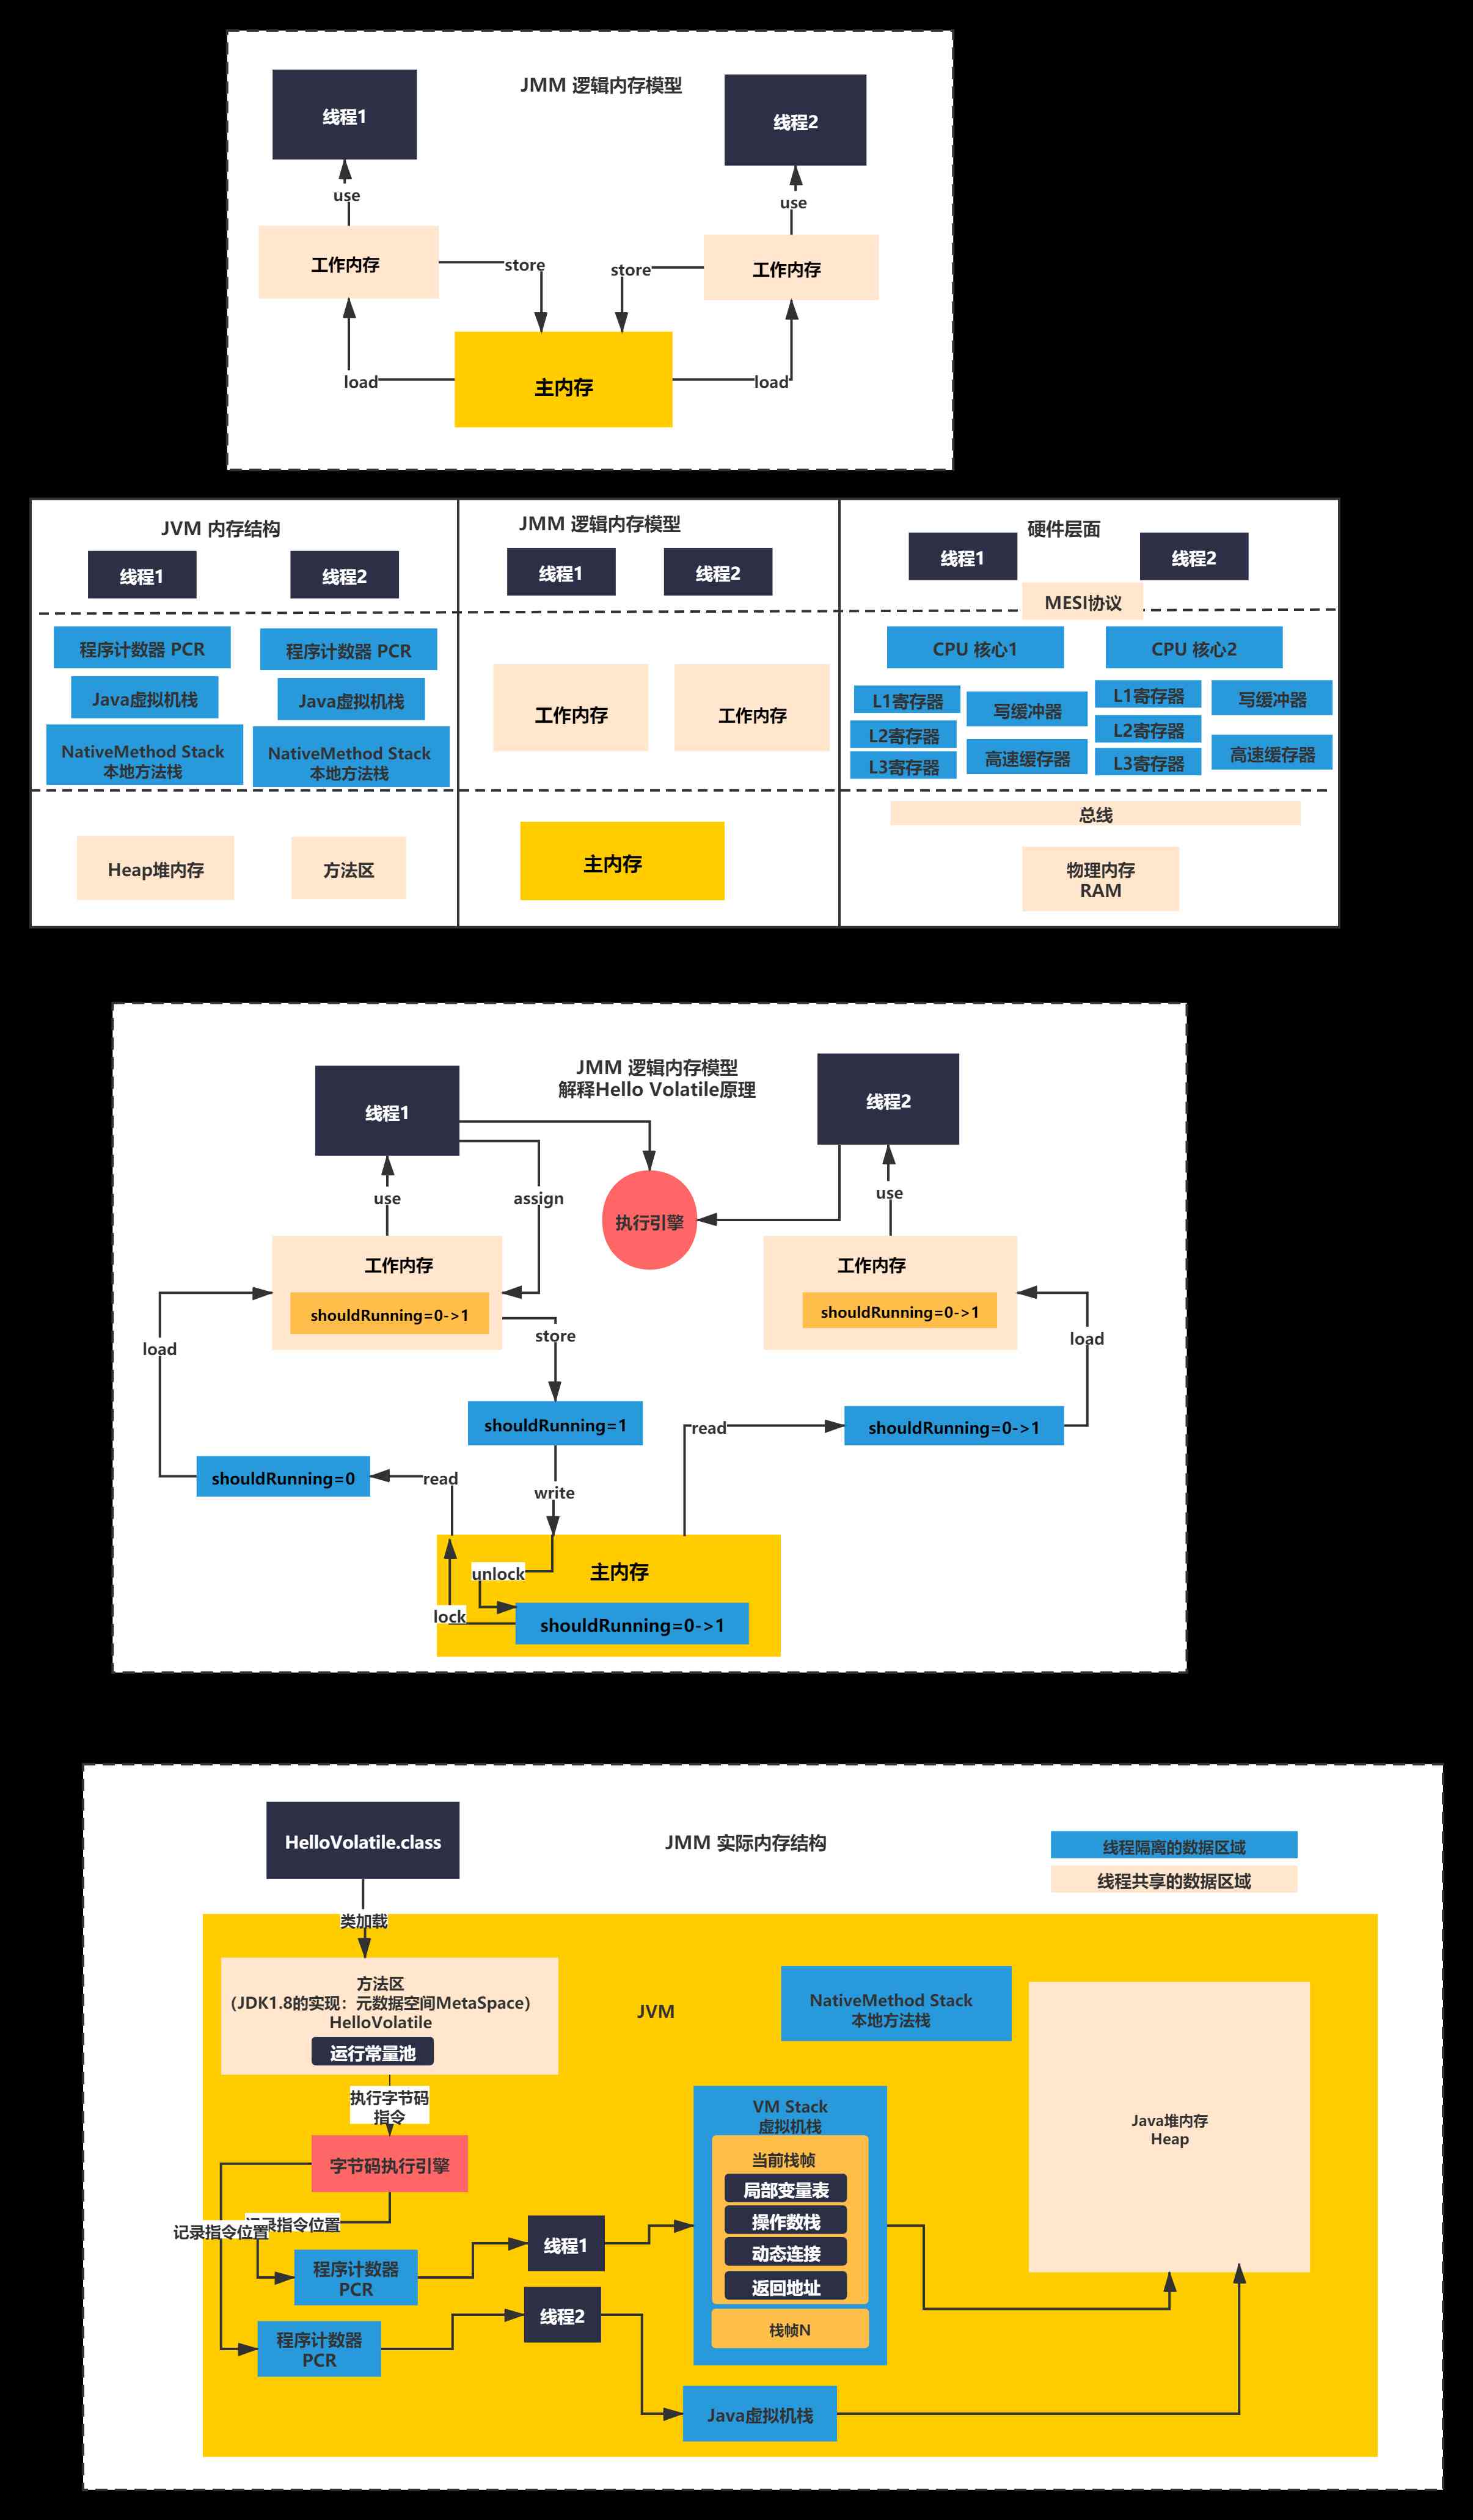 JMM 逻辑内存模型
线程1
线程2
use
use
工作内存
工作内存
store
store
主内存
load
load
JVM 内存结构
线程1
线程2
程序计数器 PCR
程序计数器 PCR
Java虚拟机栈
Java虚拟机栈
NativeMethod Stack
本地方法栈
NativeMethod Stack
本地方法栈
Heap堆内存
方法区
JMM 逻辑内存模型
线程1
线程2
工作内存
工作内存
主内存
硬件层面
线程1
线程2
MESI协议
CPU 核心1
CPU 核心2
L1寄存器
L2寄存器
L3寄存器
写缓冲器
高速缓存器
L1寄存器
L2寄存器
L3寄存器
写缓冲器
高速缓存器
总线
物理内存
RAM
JMM 逻辑内存模型
解释Hello Volatile原理
线程1
线程2
use
assign
use
执行引擎
工作内存
shouldRunning=0->1
工作内存
shouldRunning=0->1
load
store
load
shouldRunning=1
read
shouldRunning=0->1
shouldRunning=0
read
write
主内存
unlock
lock
shouldRunning=0->1
HelloVolatile.class
JMM 实际内存结构
线程隔离的数据区域
线程共享的数据区域
类加载
方法区
（JDK1.8的实现：元数据空间MetaSpace）
HelloVolatile
运行常量池
JVM
NativeMethod Stack
本地方法栈
执行字节码
指令
字节码执行引擎
VM Stack
虚拟机栈
当前栈帧
局部变量表
操作数栈
动态连接
返回地址
栈帧N
Java堆内存
Heap
记录指令位置
记录指令位置
程序计数器
PCR
线程1
程序计数器
PCR
线程2
Java虚拟机栈